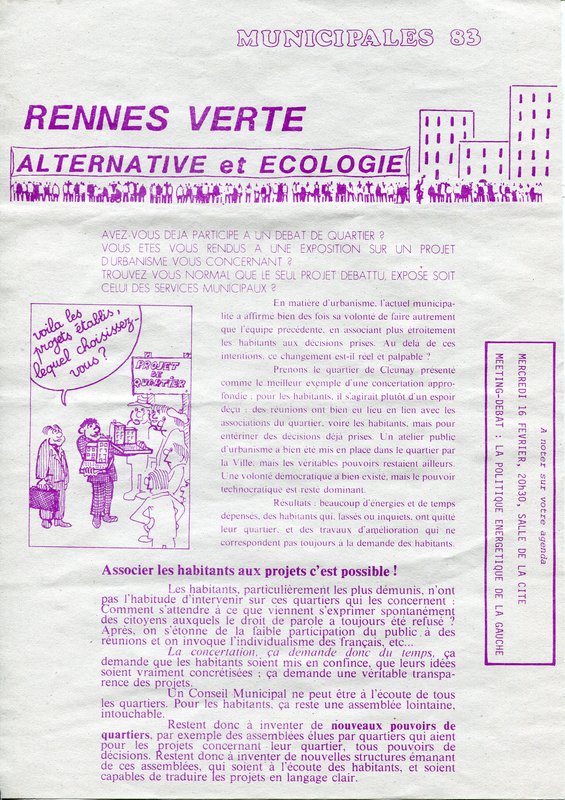 MUNICIPALES 83
RENNES VERTE
ALTERNATIVE et ECOLOGIE
AVEZ-VOUS DEJA PARTICIPE A UN DEBAT DE QUARTIER ?
VOUS ETES VOUS RENDUS A UNE EXPOSITION SUR UN PROJET
D'URBANISME VOUS CONCERNANT ?
TROUVEZ VOUS NORMAL QUE LE SEUL PROJET DEBATTU, EXPOSE SOIT
CELUI DES SERVICES MUNICIPAUX ?
voila les
projets établis,
lequel choisissez-
vous ?
PROJET
DE
QUARTIER
En matière d'urbanisme, l'actuel municipa-
lité a affirmé bien des fois sa volonté de faire autrement
que l'équipe précédente, en associant plus étroitement
les habitants aux décisions prises. Au delà de ces
intentions, ce changement est-il réel et palpable ?
Prenons le quartier de Cleunay présenté
comme le meilleur exemple d'une concertation appro-
fondie : pour les habitants, il s'agirait plutôt d'un espoir
déçu : des réunions ont bien eu lieu en lien avec les
associations du quartier, voire les habitants, mais pour
entériner des décisions déjà prises. Un atelier public
d'urbanisme a bien été mis en place dans le quartier par
la Ville, mais les véritables pouvoirs restaient ailleurs.
Une volonté démocratique a bien existé, mais le pouvoir
technocratique est resté dominant.
Résultats : beaucoup d'énergies et de temps
dépensés, des habitants qui, lassés ou inquiets, ont quitté
leur quartier, et des travaux d'amélioration qui ne
correspondent pas toujours à la demande des habitants.
A noter sur votre agenda
MERCREDI 16 FEVRIER, 20h30, SALLE DE LA CITE
MEETING-DEBAT : LA POLITIQUE ENERGETIQUE DE LA GAUCHE
Associer les habitants aux projets c'est possible !
Les habitants, particulièrement les plus démunis, n'ont
pas l'habitude d'intervenir sur ces quartiers qui les concernent :
Comment s'attendre à ce que viennent s'exprimer spontanément
des citoyens auxquels le droit de parole a toujours été refusé ?
Après, on s'étonne de la faible participation du public à des
réunions et on invoque l'individualisme des français, etc...
La concertation, ça demande donc du temps, ça
demande que les habitants soient mis en confince, que leurs idées
soient vraiment concrétisées ; ça demande une véritable transpa-
rence des projets.
Un Conseil Municipal ne peut être à l'écoute de tous
les quartiers. Pour les habitants, ça reste une assemblée lointaine,
intouchable.
Restent donc à inventer de nouveaux pouvoirs de
quartiers, par exemple des assemblées élues par quartiers qui aient
pour les projets concernant leur quartier, tous pouvoirs de
décisions. Restent donc à inventer de nouvelles structures émanant
de ces assemblées, qui soient à l'écoute des habitants, et soient
capables de traduire les projets en langage clair.